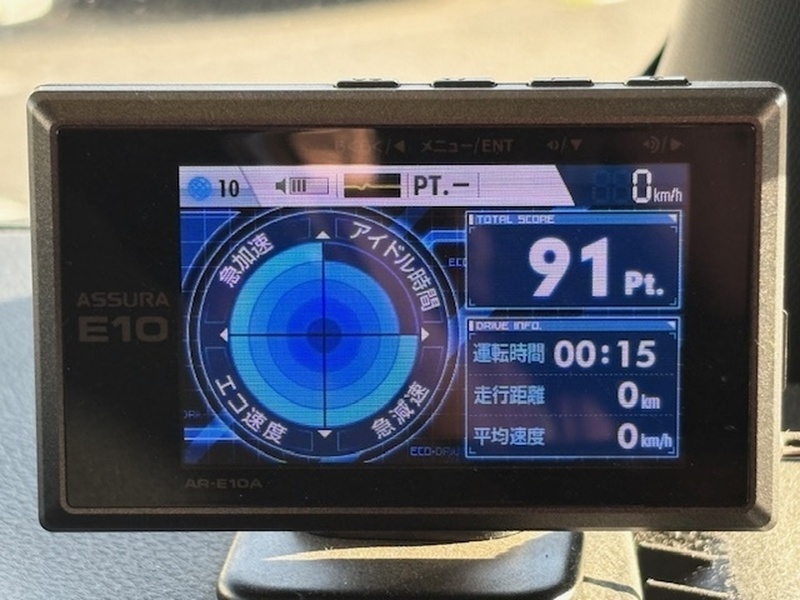 メニュー/ENT
10
PT.−
0km/h
ASSURA
E10
急加速
アイドル時間
エコ速度
急減速
TOTAL SCORE
91Pt.
DRIVE INFO.
運転時間 00:15
走行距離 0km
平均速度 0km/h
AR-E10A